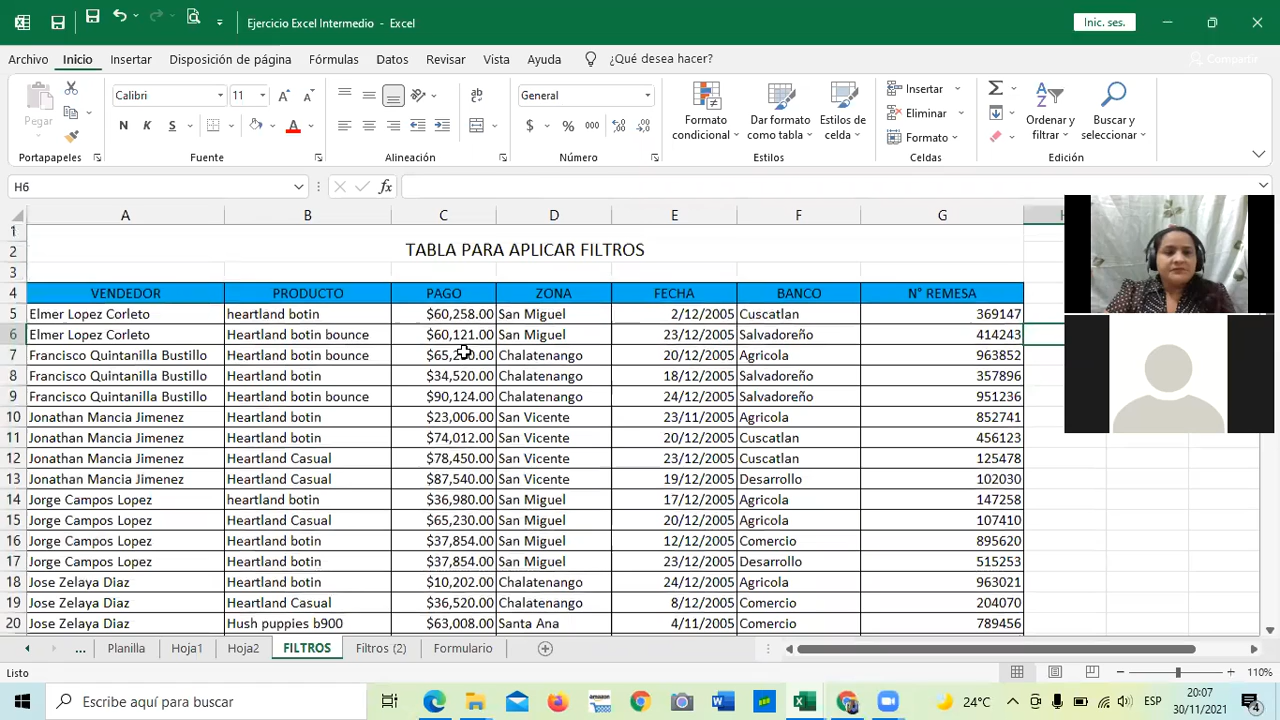 Ejercicio Excel Intermedio - Excel
Inic. ses.
Archivo Inicio Insertar Disposición de página Fórmulas Datos Revisar Vista Ayuda ¿Qué desea hacer? Compartir
Pegar
Calibri 11
N K S
General
$ % 000
Formato condicional
Dar formato como tabla
Estilos de celda
Insertar
Eliminar
Formato
Ordenar y filtrar
Buscar y seleccionar
Portapapeles Fuente Alineación Número Estilos Celdas Edición
H6 fx
A B C D E F G
1
2 TABLA PARA APLICAR FILTROS
3
4 VENDEDOR PRODUCTO PAGO ZONA FECHA BANCO N° REMESA
5 Elmer Lopez Corleto heartland botin $60,258.00 San Miguel 2/12/2005 Cuscatlan 369147
6 Elmer Lopez Corleto Heartland botin bounce $60,121.00 San Miguel 23/12/2005 Salvadoreño 414243
7 Francisco Quintanilla Bustillo Heartland botin bounce Chalatenango 20/12/2005 Agricola 963852
8 Francisco Quintanilla Bustillo Heartland botin $34,520.00 Chalatenango 18/12/2005 Salvadoreño 357896
9 Francisco Quintanilla Bustillo Heartland botin bounce $90,124.00 Chalatenango 24/12/2005 Salvadoreño 951236
10 Jonathan Mancia Jimenez Heartland botin $23,006.00 San Vicente 23/11/2005 Agricola 852741
11 Jonathan Mancia Jimenez Heartland botin $74,012.00 San Vicente 20/12/2005 Cuscatlan 456123
12 Jonathan Mancia Jimenez Heartland Casual $78,450.00 San Vicente 23/12/2005 Cuscatlan 125478
13 Jonathan Mancia Jimenez Heartland Casual $87,540.00 San Vicente 19/12/2005 Desarrollo 102030
14 Jorge Campos Lopez heartland botin $36,980.00 San Miguel 17/12/2005 Agricola 147258
15 Jorge Campos Lopez Heartland Casual $65,230.00 San Miguel 20/12/2005 Agricola 107410
16 Jorge Campos Lopez Heartland botin $37,854.00 San Miguel 12/12/2005 Comercio 895620
17 Jorge Campos Lopez Heartland botin $37,854.00 San Miguel 23/12/2005 Desarrollo 515253
18 Jose Zelaya Diaz Heartland botin $10,202.00 Chalatenango 24/12/2005 Agricola 963021
19 Jose Zelaya Diaz Heartland Casual $36,520.00 Chalatenango 8/12/2005 Comercio 204070
20 Jose Zelaya Diaz Hush puppies b900 $63,008.00 Santa Ana 4/11/2005 Comercio 789456
... Planilla Hoja1 Hoja2 FILTROS Filtros (2) Formulario
Listo 110%
Escribe aquí para buscar 24°C ESP 20:07
30/11/2021 4